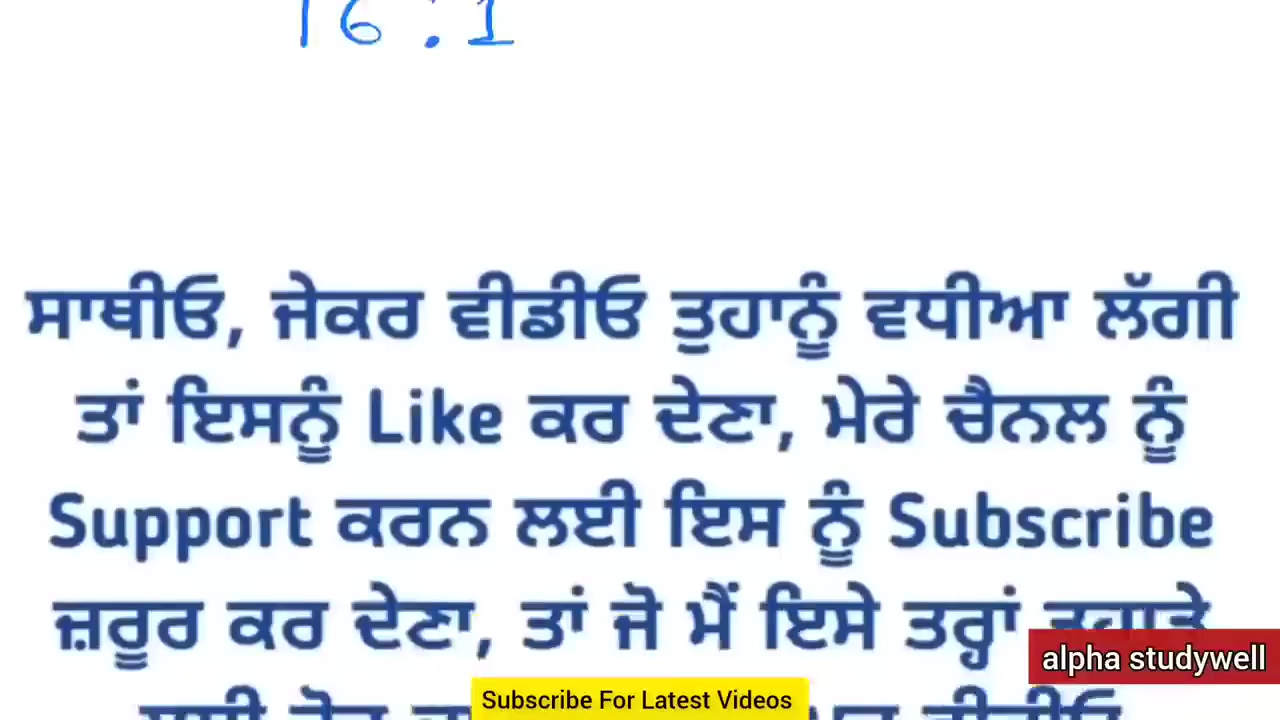 16:1
ਸਾਥੀਓ, ਜੇਕਰ ਵੀਡੀਓ ਤੁਹਾਨੂੰ ਵਧੀਆ ਲੱਗੀ
ਤਾਂ ਇਸਨੂੰ Like ਕਰ ਦੇਣਾ, ਮੇਰੇ ਚੈਨਲ ਨੂੰ
Support ਕਰਨ ਲਈ ਇਸ ਨੂੰ Subscribe
ਜ਼ਰੂਰ ਕਰ ਦੇਣਾ, ਤਾਂ ਜੋ ਮੈਂ ਇਸੇ ਤਰ੍ਹਾਂ
alpha studywell
Subscribe For Latest Videos